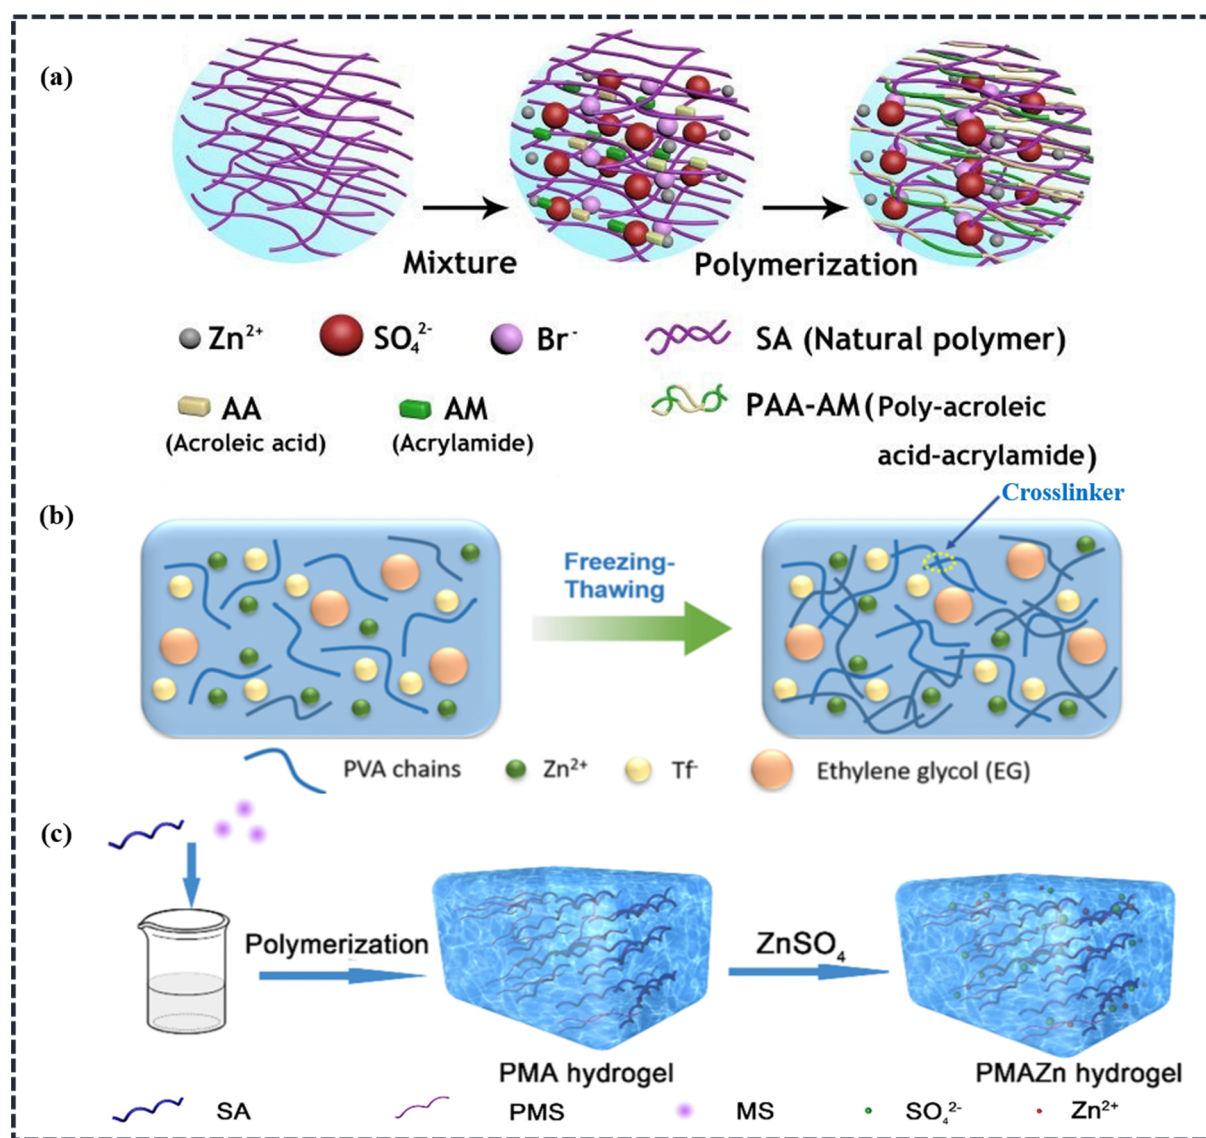 (a)
Mixture
Polymerization
Zn²⁺ SO₄²⁻ Br⁻ SA (Natural polymer)
AA AM PAA-AM (Poly-acroleic
(Acroleic acid) (Acrylamide) acid-acrylamide)
Crosslinker
(b)
Freezing-
Thawing
PVA chains Zn²⁺ Tf⁻ Ethylene glycol (EG)
(c)
Polymerization ZnSO₄
PMA hydrogel PMAZn hydrogel
SA PMS MS SO₄²⁻ Zn²⁺